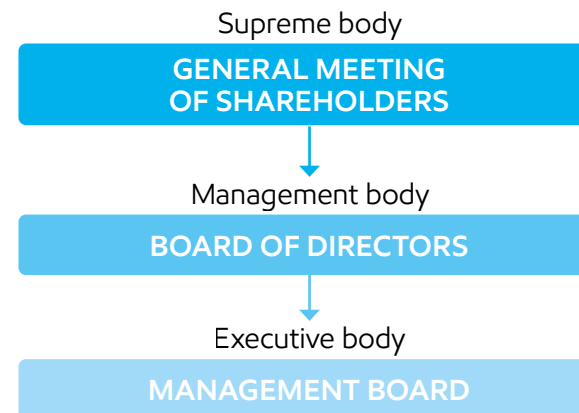 Supreme body
GENERAL MEETING
OF SHAREHOLDERS
Management body
BOARD OF DIRECTORS
Executive body
MANAGEMENT BOARD